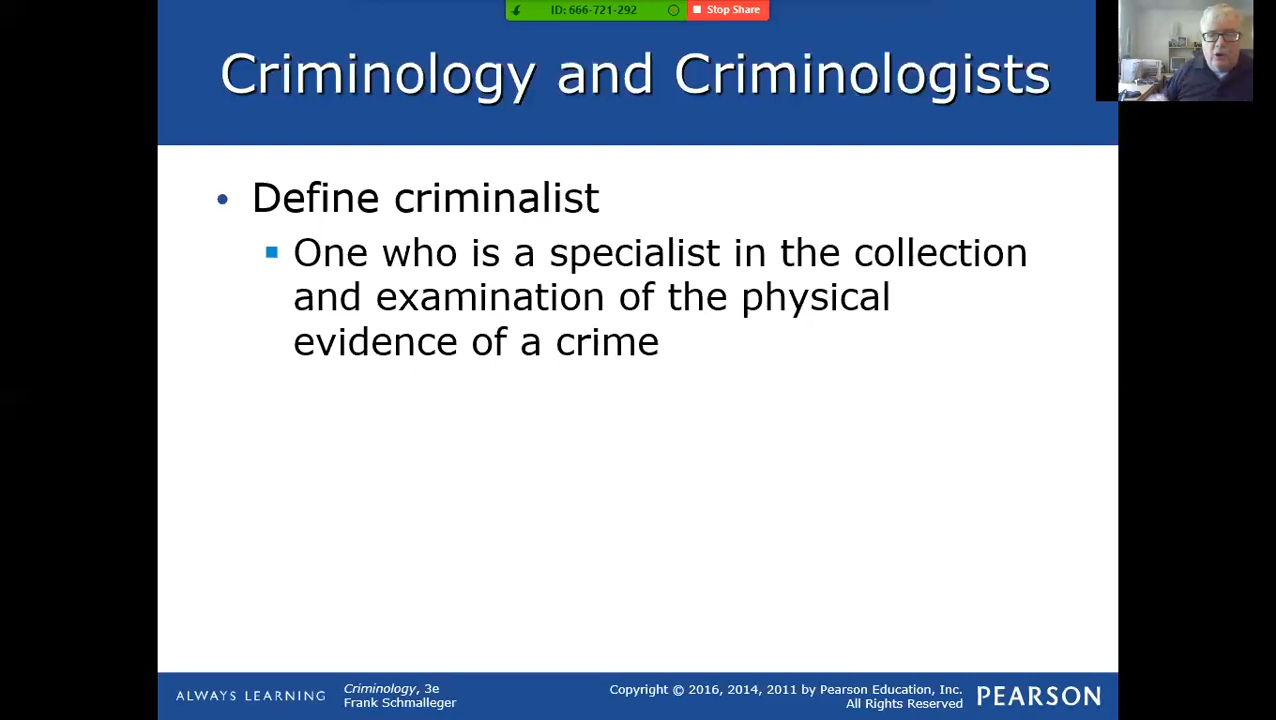 ID: 666-721-292 Stop Share
Criminology and Criminologists
• Define criminalist
▪ One who is a specialist in the collection
and examination of the physical
evidence of a crime
ALWAYS LEARNING
Criminology, 3e
Frank Schmalleger
Copyright © 2016, 2014, 2011 by Pearson Education, Inc.
All Rights Reserved
PEARSON